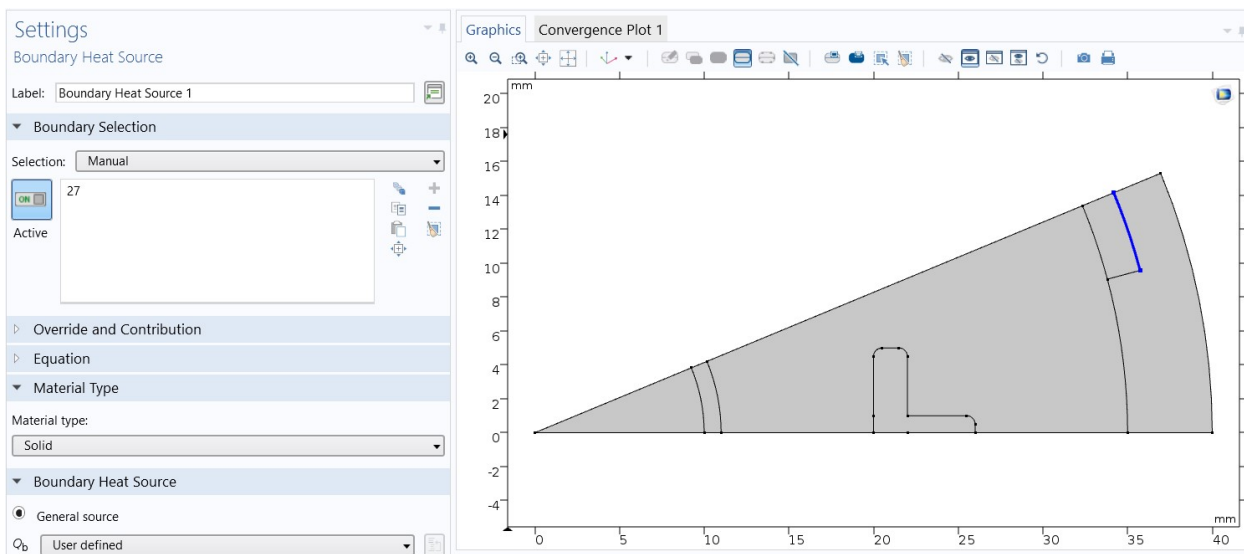 Settings
Boundary Heat Source
Label: Boundary Heat Source 1
Boundary Selection
Selection: Manual
27
ON
Active
Override and Contribution
Equation
Material Type
Material type:
Solid
Boundary Heat Source
General source
Qb User defined
Graphics Convergence Plot 1
mm
20
18
16
14
12
10
8
6
4
2
0
-2
-4
mm
0 5 10 15 20 25 30 35 40